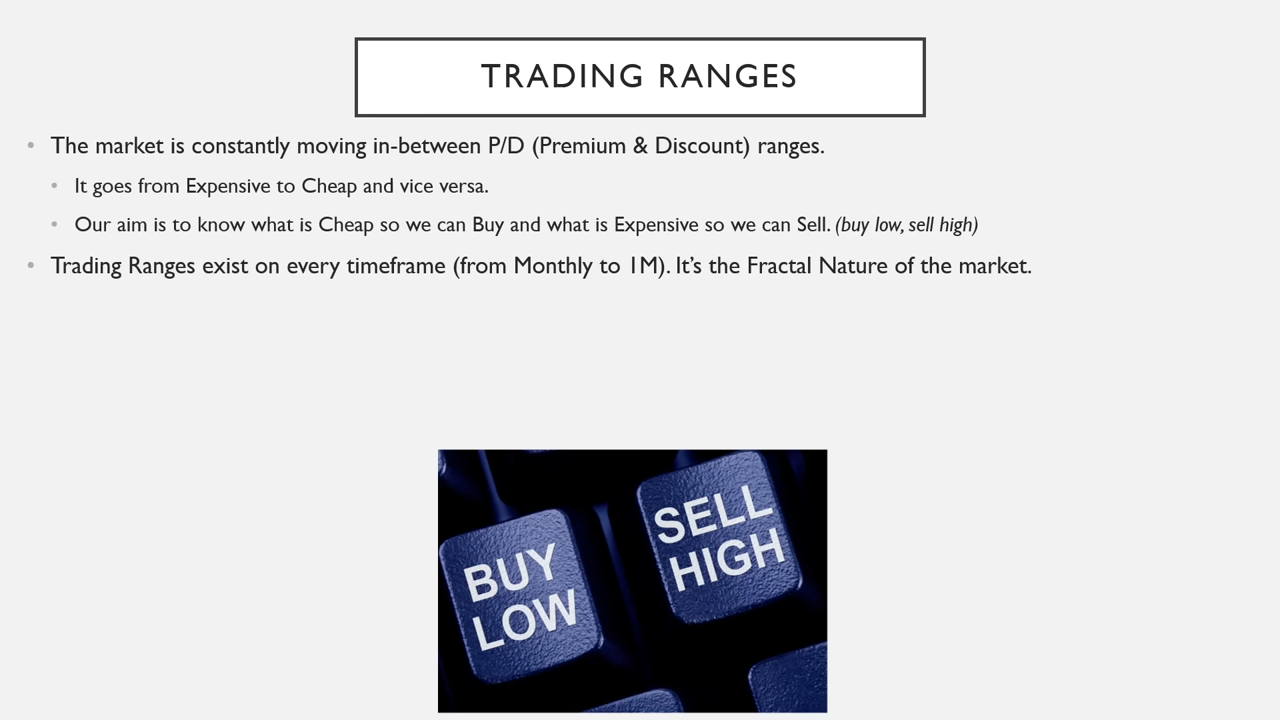 TRADING RANGES
• The market is constantly moving in-between P/D (Premium & Discount) ranges.
• It goes from Expensive to Cheap and vice versa.
• Our aim is to know what is Cheap so we can Buy and what is Expensive so we can Sell. (buy low, sell high)
• Trading Ranges exist on every timeframe (from Monthly to 1M). It’s the Fractal Nature of the market.
BUY
LOW
SELL
HIGH